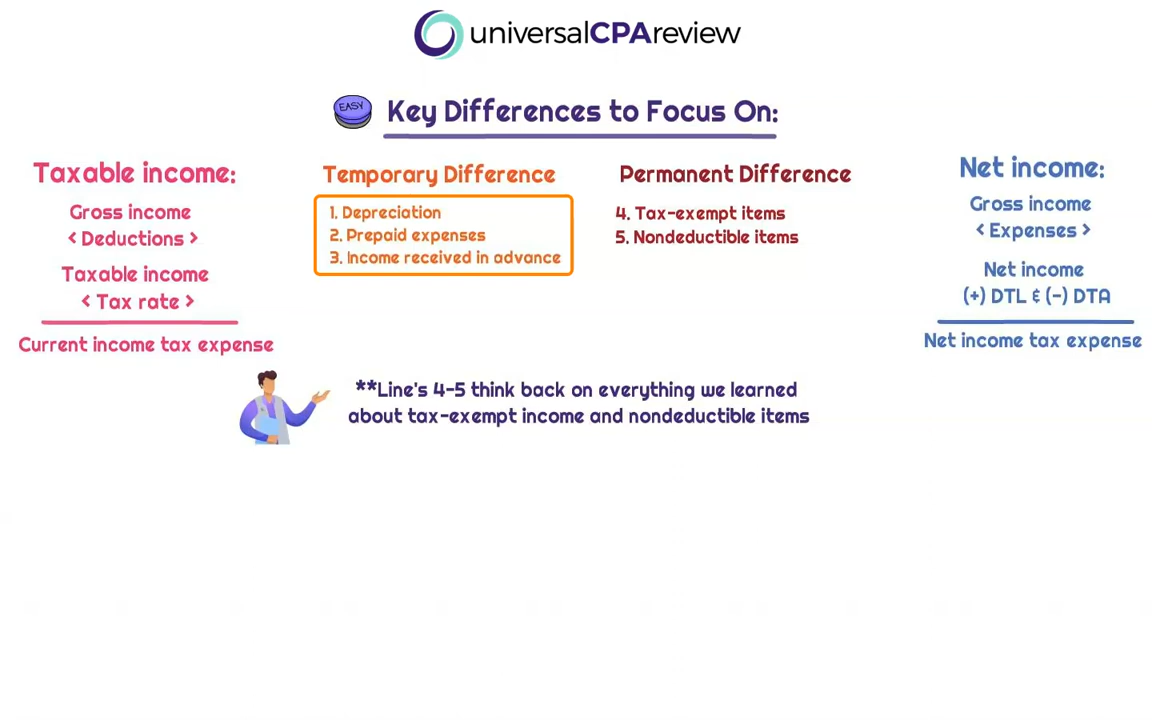 universalCPAreview
EASY
Key Differences to Focus On:
Taxable income:
Gross income
< Deductions >
Taxable income
< Tax rate >
Current income tax expense
Temporary Difference
1. Depreciation
2. Prepaid expenses
3. Income received in advance
Permanent Difference
4. Tax-exempt items
5. Nondeductible items
Net income:
Gross income
< Expenses >
Net income
(+) DTL & (-) DTA
Net income tax expense
**Line's 4-5 think back on everything we learned
about tax-exempt income and nondeductible items